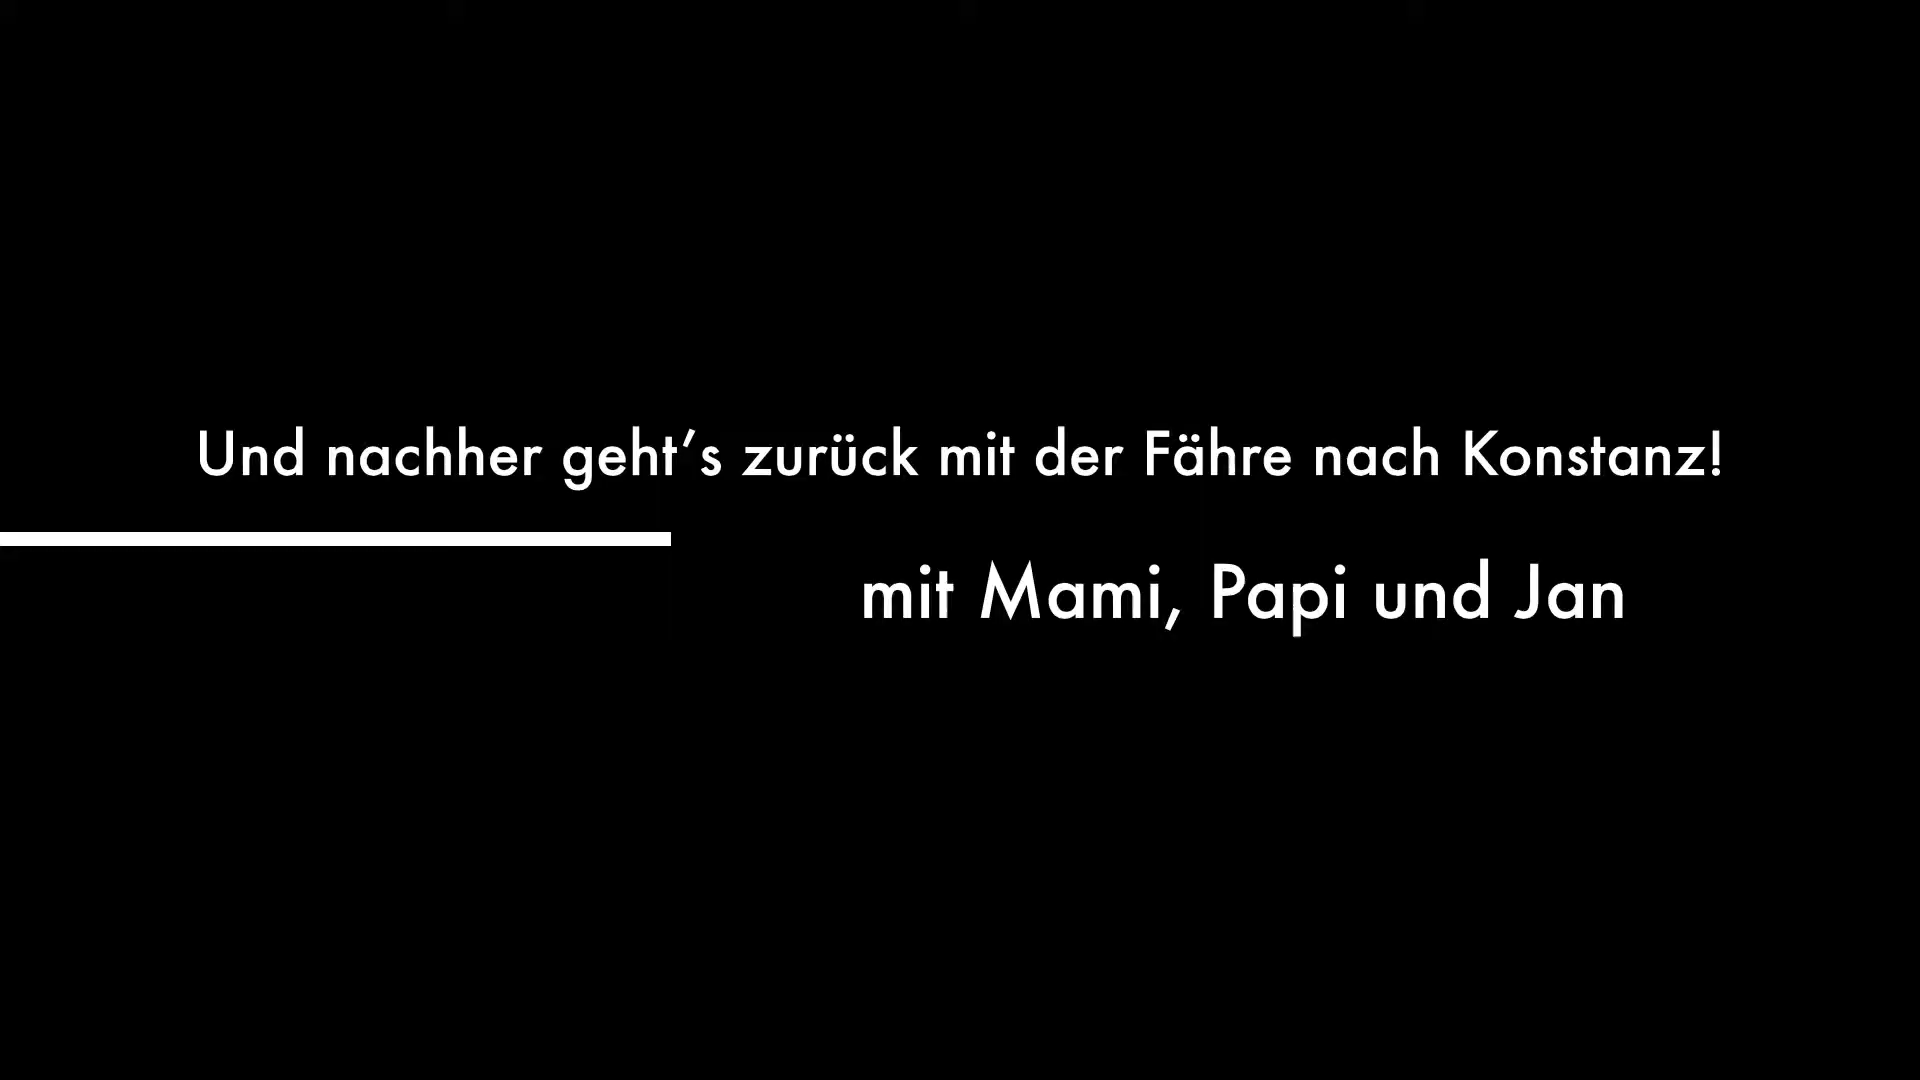 Und nachher geht’s zurück mit der Fähre nach Konstanz!
mit Mami, Papi und Jan